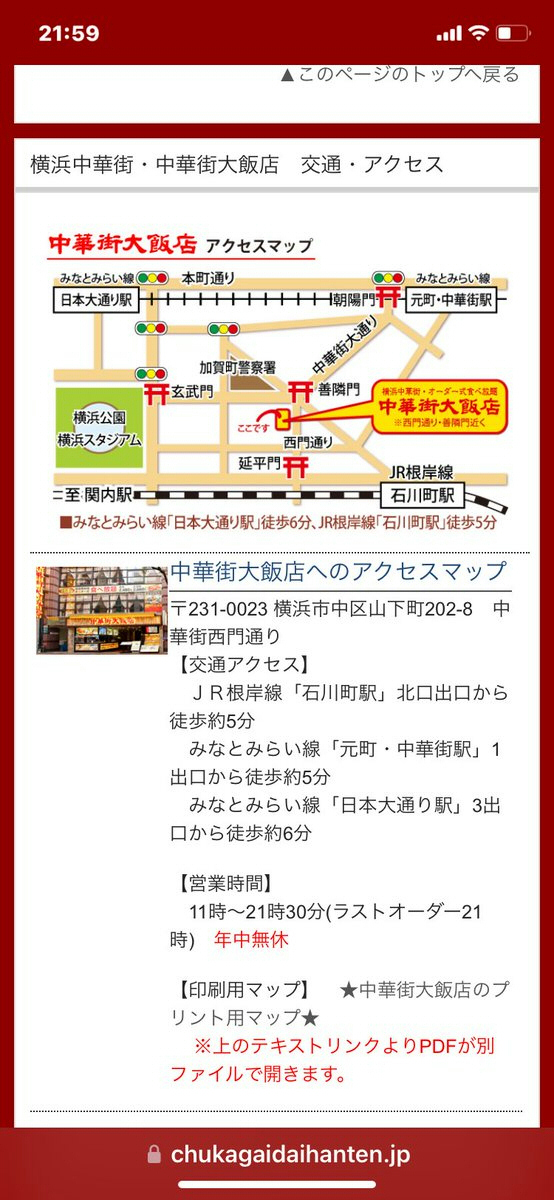 21:59
▲このページのトップへ戻る
横浜中華街・中華街大飯店　交通・アクセス
中華街大飯店 アクセスマップ
みなとみらい線
本町通り
みなとみらい線
日本大通り駅
朝陽門
元町・中華街駅
中華街大通り
加賀町警察署
玄武門
善隣門
横浜中華街・オーダー式食べ放題
中華街大飯店
※西門通り・善隣門近く
横浜公園
横浜スタジアム
ここです
西門通り
延平門
JR根岸線
至 関内駅
石川町駅
■みなとみらい線「日本大通り駅」徒歩6分、JR根岸線「石川町駅」徒歩5分
中華街大飯店へのアクセスマップ
〒231-0023 横浜市中区山下町202-8　中
華街西門通り
【交通アクセス】
ＪＲ根岸線「石川町駅」北口出口から
徒歩約5分
みなとみらい線「元町・中華街駅」1
出口から徒歩約5分
みなとみらい線「日本大通り駅」3出
口から徒歩約6分
【営業時間】
11時〜21時30分(ラストオーダー21
時)　年中無休
【印刷用マップ】　★中華街大飯店のプ
リント用マップ★
※上のテキストリンクよりPDFが別
ファイルで開きます。
chukagaidaihanten.jp